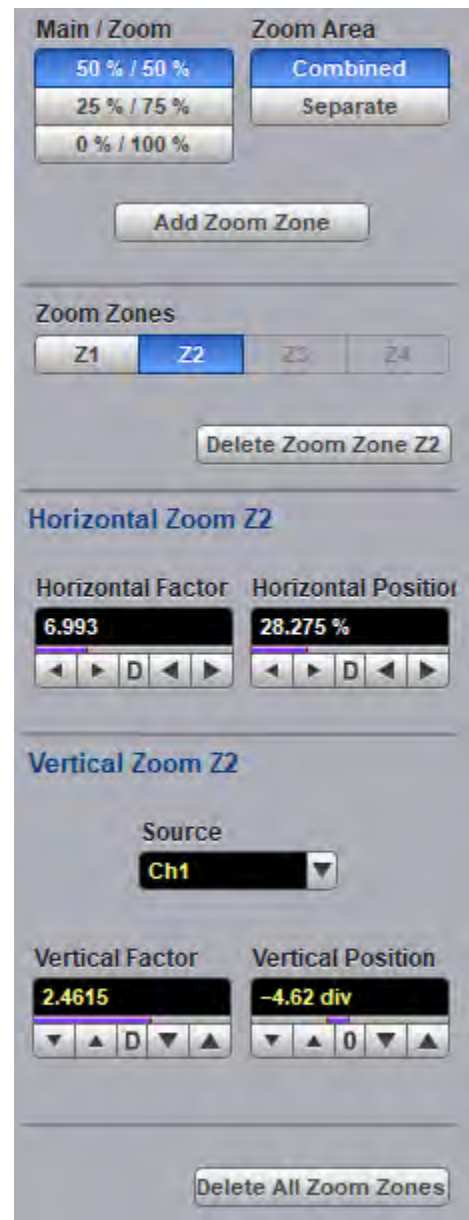 Main / Zoom
Zoom Area
50 % / 50 %
Combined
25 % / 75 %
Separate
0 % / 100 %
Add Zoom Zone
Zoom Zones
Z1 Z2 Z3 Z4
Delete Zoom Zone Z2
Horizontal Zoom Z2
Horizontal Factor
Horizontal Position
6.993
28.275 %
D
D
Vertical Zoom Z2
Source
Ch1
Vertical Factor
Vertical Position
2.4615
−4.62 div
D
0
Delete All Zoom Zones